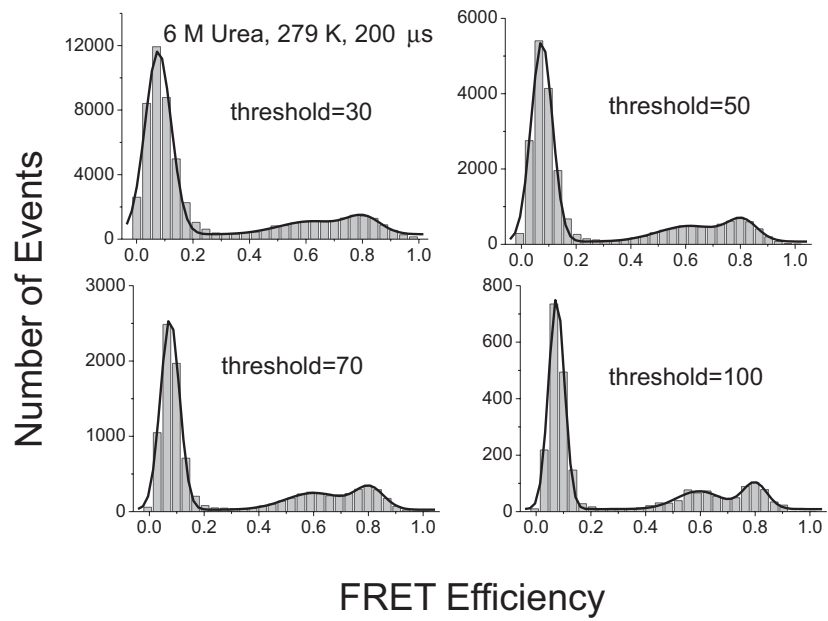 6 M Urea, 279 K, 200 μs
12000
8000
4000
0
threshold=30
0.0 0.2 0.4 0.6 0.8 1.0
6000
4000
2000
0
threshold=50
0.0 0.2 0.4 0.6 0.8 1.0
3000
2000
1000
0
threshold=70
0.0 0.2 0.4 0.6 0.8 1.0
800
600
400
200
0
threshold=100
0.0 0.2 0.4 0.6 0.8 1.0
Number of Events
FRET Efficiency